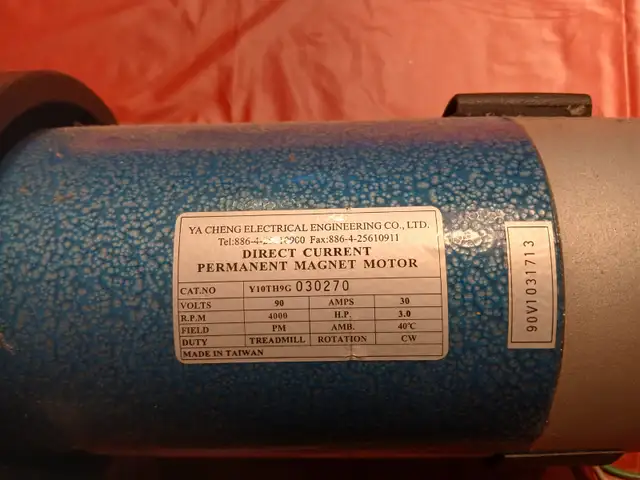 YA CHENG ELECTRICAL ENGINEERING CO., LTD.
Fax:886-4-25610911
DIRECT CURRENT
PERMANENT MAGNET MOTOR
CAT.NO Y10TH9G 030270
VOLTS 90 AMPS 30
R.P.M 4000 H.P. 3.0
FIELD PM AMB. 40°C
DUTY TREADMILL ROTATION CW
MADE IN TAIWAN
90V1031713